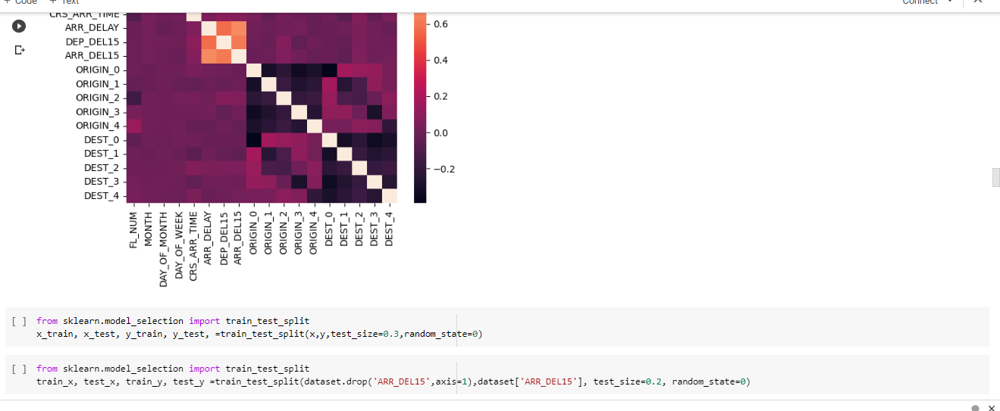 + Code + Text
Connect
CRS_ARR_TIME
ARR_DELAY
DEP_DEL15
ARR_DEL15
ORIGIN_0
ORIGIN_1
ORIGIN_2
ORIGIN_3
ORIGIN_4
DEST_0
DEST_1
DEST_2
DEST_3
DEST_4
0.6
0.4
0.2
0.0
−0.2
FL_NUM
MONTH
DAY_OF_MONTH
DAY_OF_WEEK
CRS_ARR_TIME
ARR_DELAY
DEP_DEL15
ARR_DEL15
ORIGIN_0
ORIGIN_1
ORIGIN_2
ORIGIN_3
ORIGIN_4
DEST_0
DEST_1
DEST_2
DEST_3
DEST_4
[ ] from sklearn.model_selection import train_test_split
x_train, x_test, y_train, y_test, =train_test_split(x,y,test_size=0.3,random_state=0)
[ ] from sklearn.model_selection import train_test_split
train_x, test_x, train_y, test_y =train_test_split(dataset.drop('ARR_DEL15',axis=1),dataset['ARR_DEL15'], test_size=0.2, random_state=0)